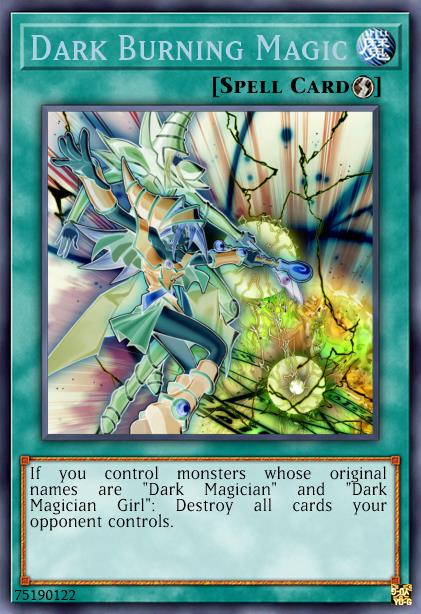 DARK BURNING MAGIC
魔
[SPELL CARD]
If you control monsters whose original
names are "Dark Magician" and "Dark
Magician Girl": Destroy all cards your
opponent controls.
75190122